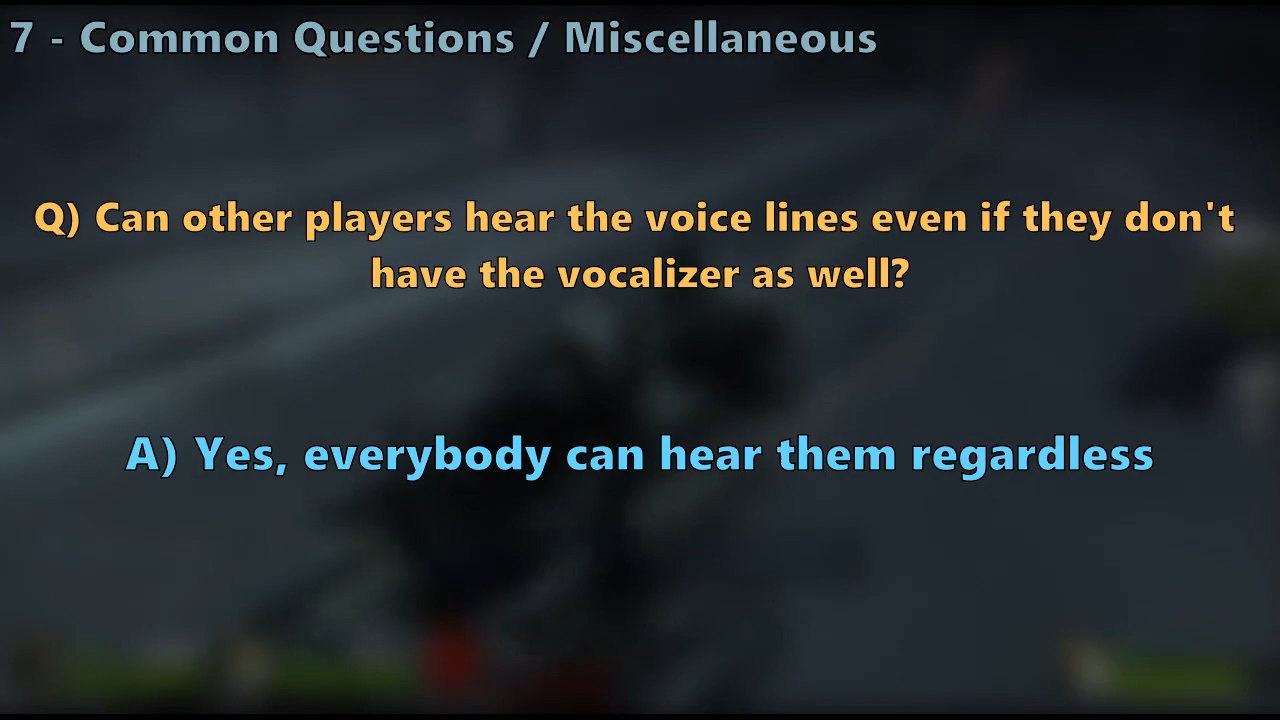 7 - Common Questions / Miscellaneous
Q) Can other players hear the voice lines even if they don't
have the vocalizer as well?
A) Yes, everybody can hear them regardless